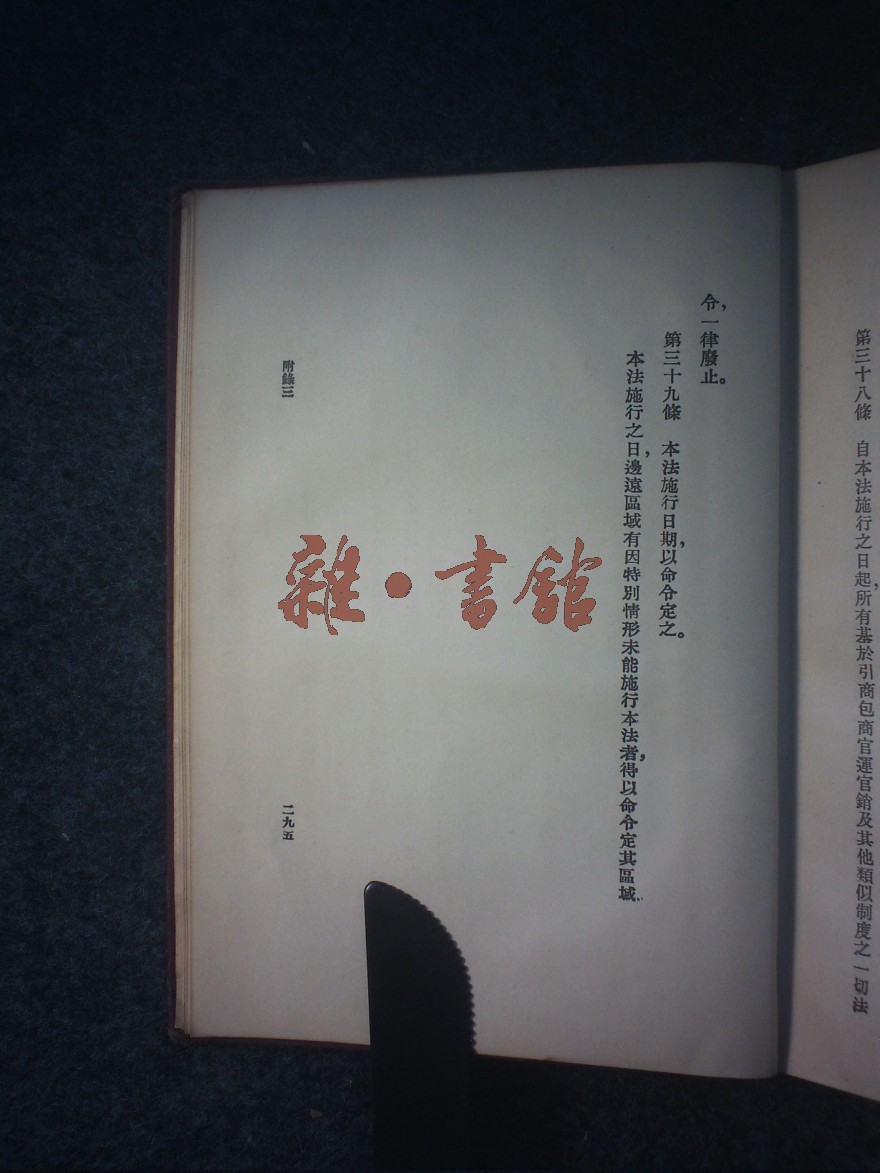 第三十八條　自本法施行之日起,所有基於引商包商官運官銷及其他類似制度之一切法
令,一律廢止。
第三十九條　本法施行日期,以命令定之。
本法施行之日,邊遠區域有因特別情形未能施行本法者,得以命令定其區域.
附錄三
二九五
雜·書館